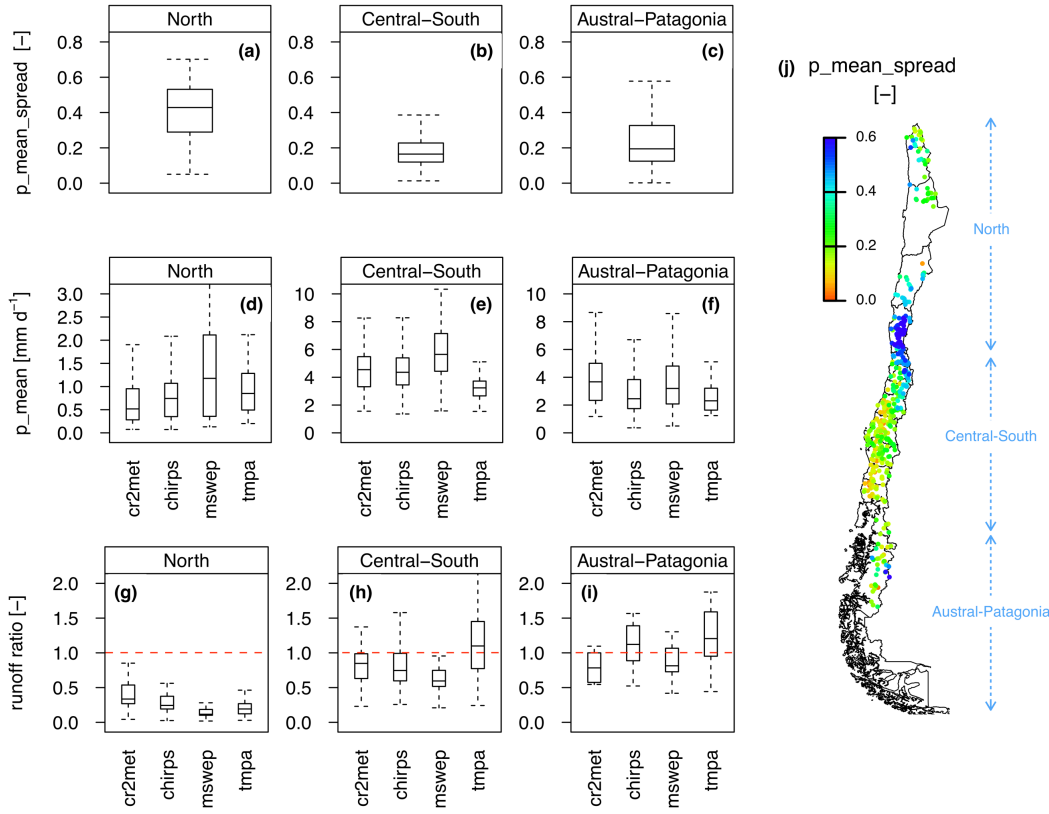 North
Central−South
Austral−Patagonia
p_mean_spread [−]
0.8
0.6
0.4
0.2
0.0
(a)
0.8
0.6
0.4
0.2
0.0
(b)
0.8
0.6
0.4
0.2
0.0
(c)
North
Central−South
Austral−Patagonia
p_mean [mm d⁻¹]
3.0
2.5
2.0
1.5
1.0
0.5
0.0
(d)
cr2met
chirps
mswep
tmpa
10
8
6
4
2
0
(e)
cr2met
chirps
mswep
tmpa
10
8
6
4
2
0
(f)
cr2met
chirps
mswep
tmpa
North
Central−South
Austral−Patagonia
runoff ratio [−]
2.0
1.5
1.0
0.5
0.0
(g)
cr2met
chirps
mswep
tmpa
2.0
1.5
1.0
0.5
0.0
(h)
cr2met
chirps
mswep
tmpa
2.0
1.5
1.0
0.5
0.0
(i)
cr2met
chirps
mswep
tmpa
(j) p_mean_spread
[−]
0.6
0.4
0.2
0.0
North
Central-South
Austral-Patagonia